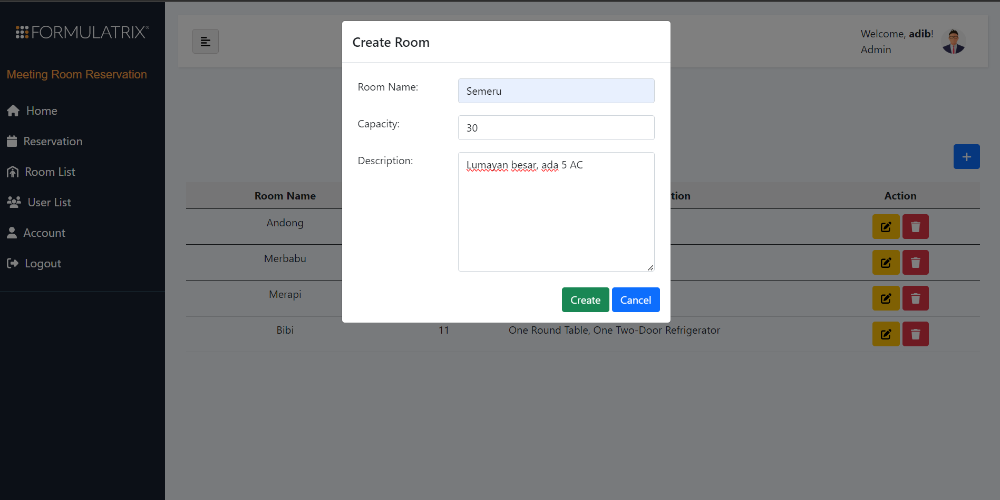 FORMULATRIX®
Meeting Room Reservation
Home
Reservation
Room List
User List
Account
Logout
Welcome, adib!
Admin
Create Room
Room Name:
Semeru
Capacity:
30
Description:
Lumayan besar, ada 5 AC
Create Cancel
+
Room Name tion Action
Andong
Merbabu
Merapi
Bibi 11 One Round Table, One Two-Door Refrigerator